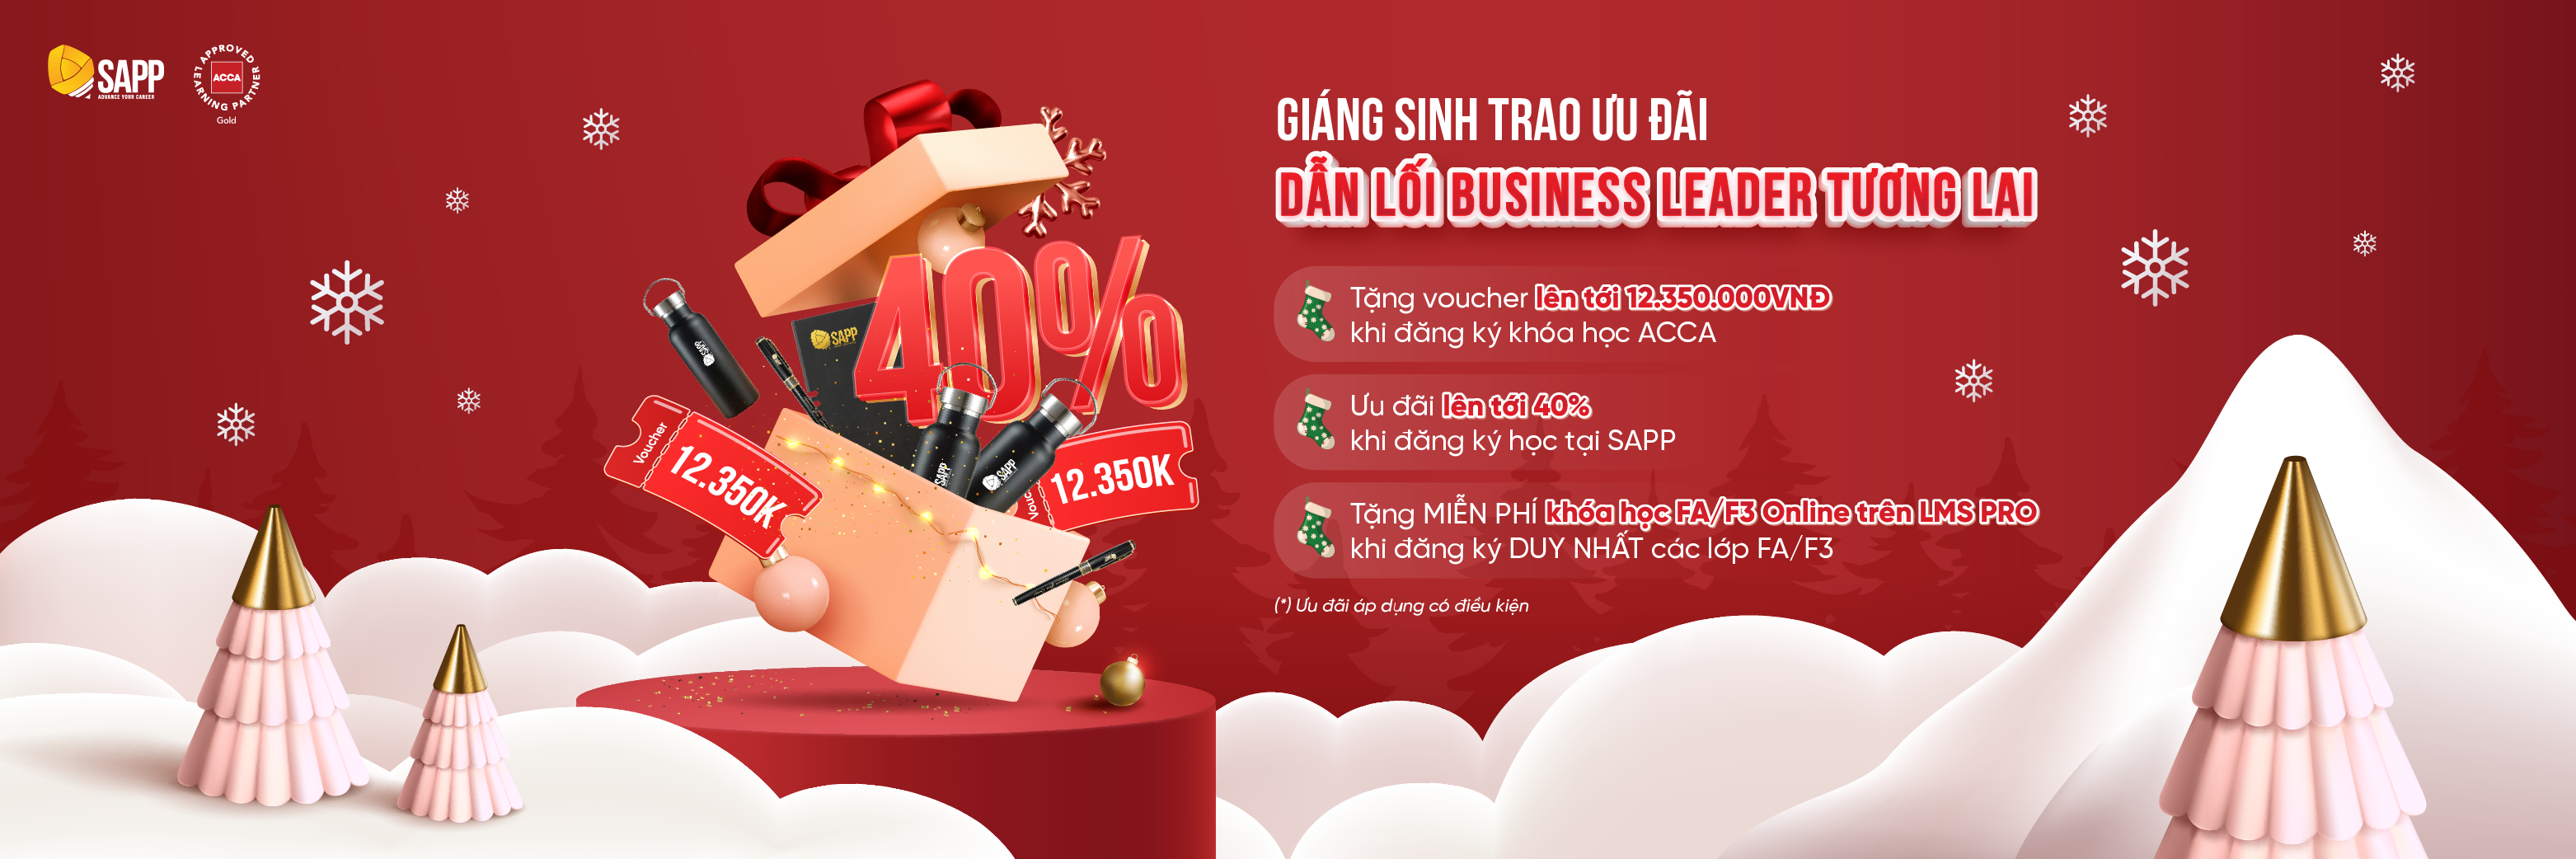 SAPP
ADVANCE YOUR CAREER
APPROVED LEARNING PARTNER
ACCA
Gold
GIÁNG SINH TRAO ƯU ĐÃI
DẪN LỐI BUSINESS LEADER TƯƠNG LAI
Tặng voucher lên tới 12.350.000VNĐ
khi đăng ký khóa học ACCA
Ưu đãi lên tới 40%
khi đăng ký học tại SAPP
Tặng MIỄN PHÍ khóa học FA/F3 Online trên LMS PRO
khi đăng ký DUY NHẤT các lớp FA/F3
(*) Ưu đãi áp dụng có điều kiện
40%
SAPP
SAPP
SAPP
SAPP
Voucher
12.350K
12.350K